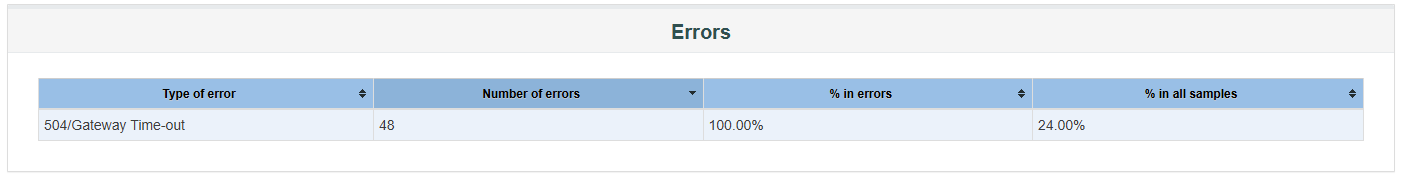 Errors
Type of error Number of errors % in errors % in all samples
504/Gateway Time-out 48 100.00% 24.00%